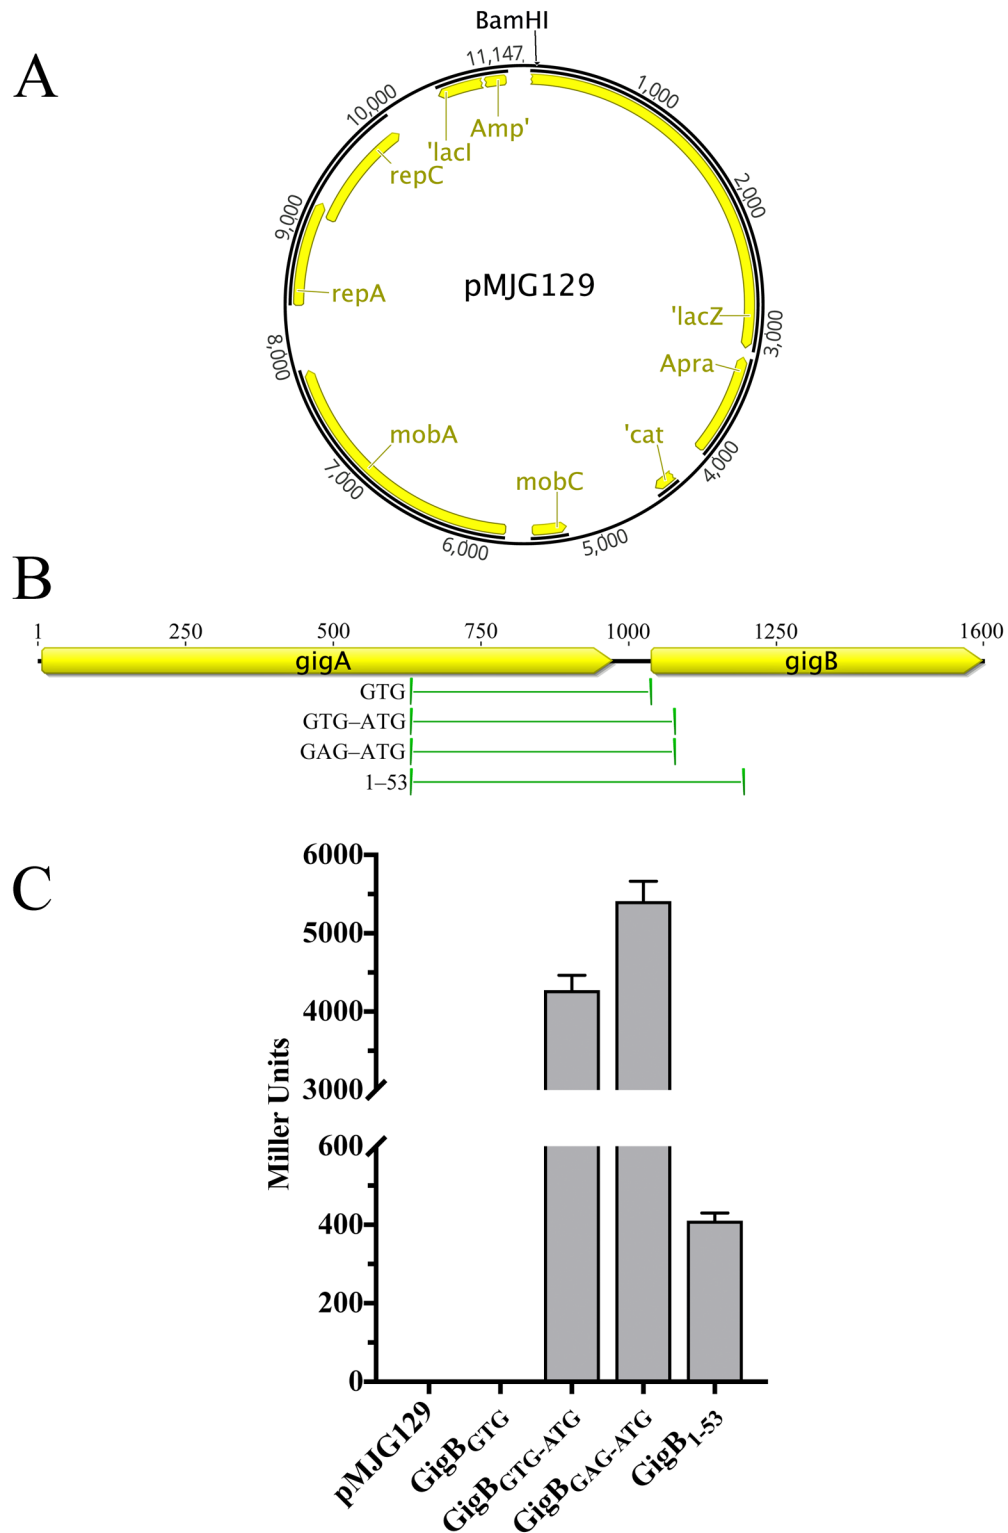 A
BamHI
11,147
1,000
2,000
3,000
4,000
5,000
6,000
7,000
8,000
9,000
10,000
Amp'
'lacI
repC
repA
pMJG129
'lacZ
Apra
'cat
mobC
mobA
B
1 250 500 750 1000 1250 1600
gigA gigB
GTG
GTG–ATG
GAG–ATG
1–53
C
6000
5000
4000
3000
600
400
200
0
Miller Units
pMJG129
GigBGTG
GigBGTG-ATG
GigBGAG-ATG
GigB1-53